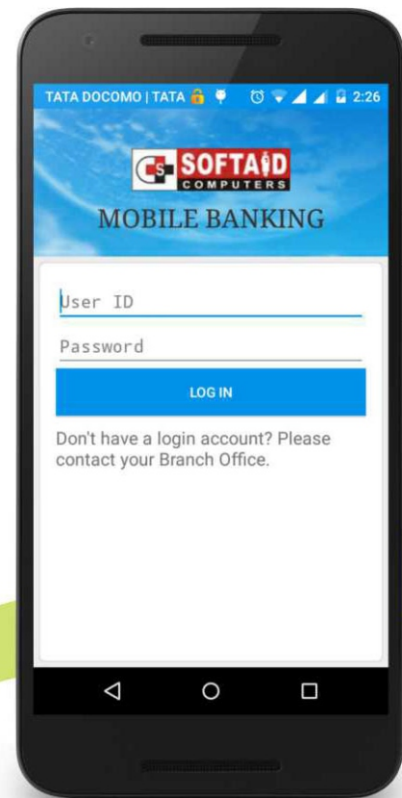 TATA DOCOMO | TATA 2:26
CS SOFTAID
COMPUTERS
MOBILE BANKING
User ID
Password
LOG IN
Don't have a login account? Please
contact your Branch Office.